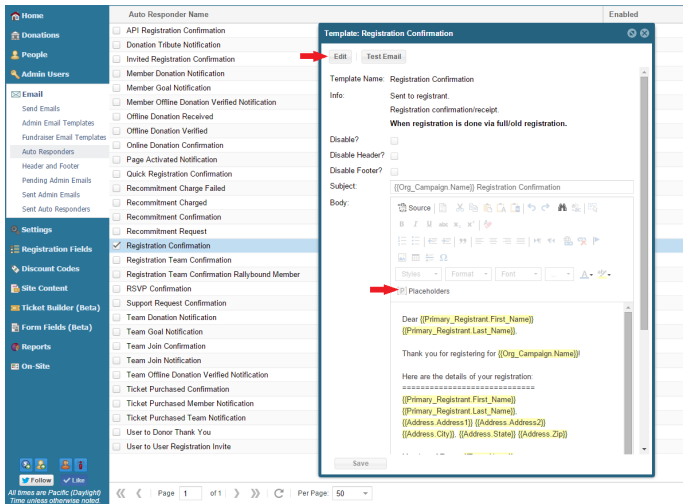 Home
Donations
People
Admin Users
Email
Send Emails
Admin Email Templates
Fundraiser Email Templates
Auto Responders
Header and Footer
Pending Admin Emails
Sent Admin Emails
Sent Auto Responders
Settings
Registration Fields
Discount Codes
Site Content
Ticket Builder (Beta)
Form Fields (Beta)
Reports
On-Site
Follow
Like
All times are Pacific (Daylight)
Time unless otherwise noted.
Auto Responder Name Enabled
API Registration Confirmation
Donation Tribute Notification
Invited Registration Confirmation
Member Donation Notification
Member Goal Notification
Member Offline Donation Verified Notification
Offline Donation Received
Offline Donation Verified
Online Donation Confirmation
Page Activated Notification
Quick Registration Confirmation
Recommitment Charge Failed
Recommitment Charged
Recommitment Confirmation
Recommitment Request
Registration Confirmation
Registration Team Confirmation
Registration Team Confirmation Rallybound Member
RSVP Confirmation
Support Request Confirmation
Team Donation Notification
Team Goal Notification
Team Join Confirmation
Team Join Notification
Team Offline Donation Verified Notification
Ticket Purchased Confirmation
Ticket Purchased Member Notification
Ticket Purchased Team Notification
User to Donor Thank You
User to User Registration Invite
Page 1 of 1 Per Page: 50
Template: Registration Confirmation
Edit Test Email
Template Name: Registration Confirmation
Info: Sent to registrant.
Registration confirmation/receipt.
When registration is done via full/old registration.
Disable?
Disable Header?
Disable Footer?
Subject: {{Org_Campaign.Name}} Registration Confirmation
Body: Source
B I U abc x, x²
Styles Format Font ... A
Placeholders
Dear {{Primary_Registrant.First_Name}}
{{Primary_Registrant.Last_Name}},
Thank you for registering for {{Org_Campaign.Name}}!
Here are the details of your registration:
=============================
{{Primary_Registrant.First_Name}}
{{Primary_Registrant.Last_Name}},
{{Address.Address1}} {{Address.Address2}}
{{Address.City}}, {{Address.State}} {{Address.Zip}}
Save